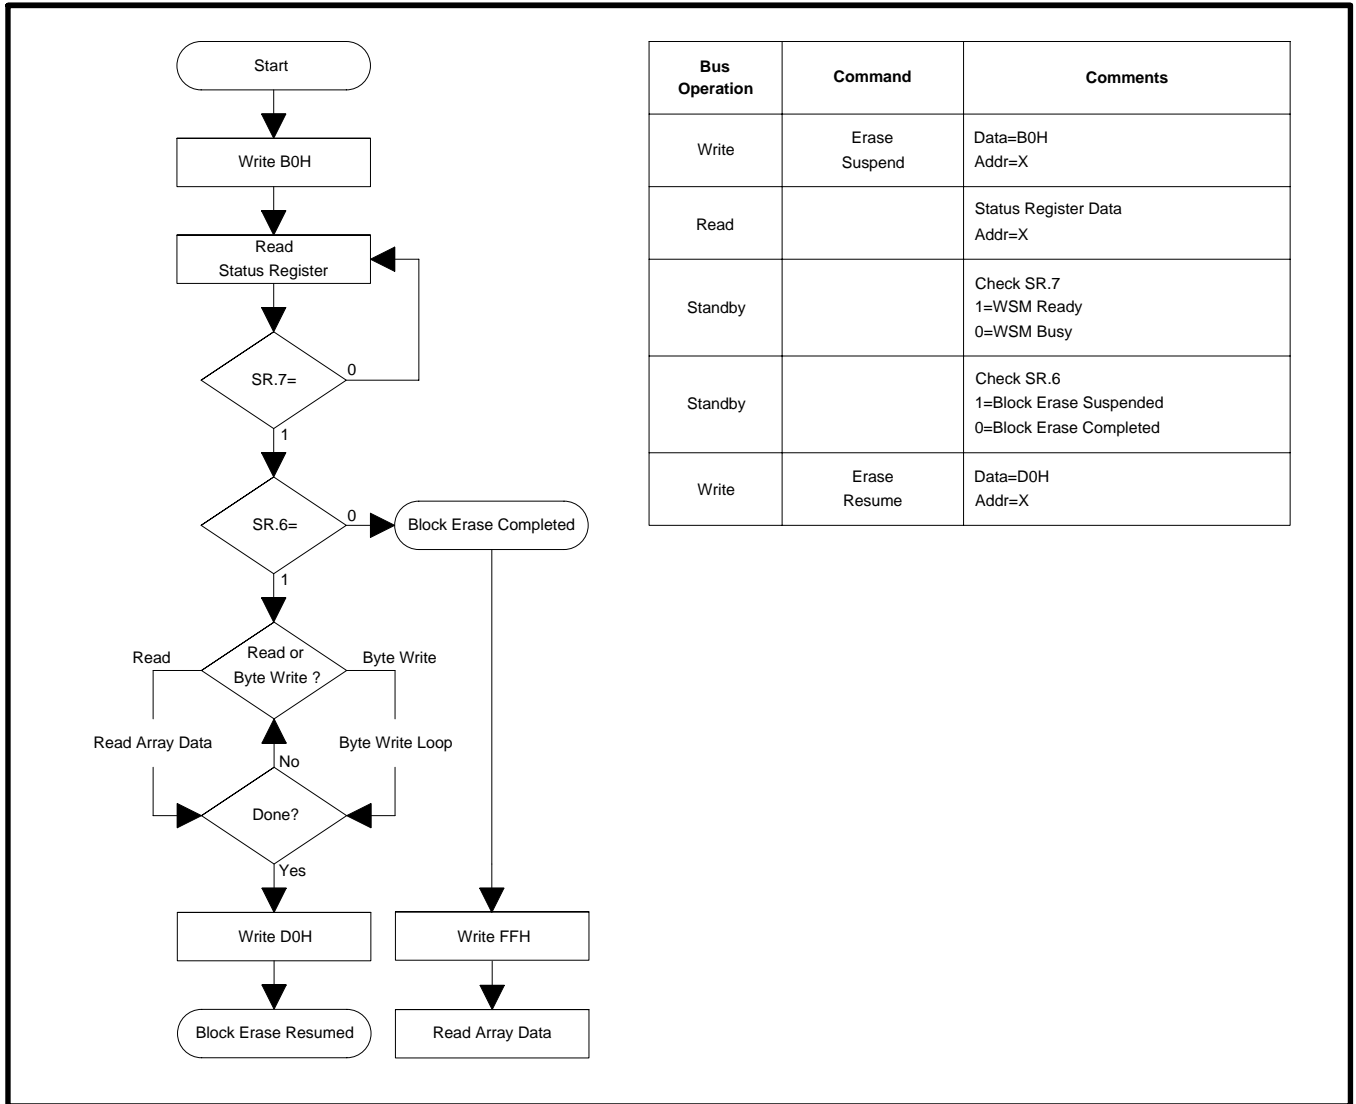 Start
Write B0H
Read
Status Register
SR.7=
0
1
SR.6=
0
Block Erase Completed
1
Read or
Byte Write ?
Read
Byte Write
Read Array Data
Byte Write Loop
No
Done?
Yes
Write D0H
Write FFH
Block Erase Resumed
Read Array Data
Bus
Operation
Command
Comments
Write
Erase
Suspend
Data=B0H
Addr=X
Read
Status Register Data
Addr=X
Standby
Check SR.7
1=WSM Ready
0=WSM Busy
Standby
Check SR.6
1=Block Erase Suspended
0=Block Erase Completed
Write
Erase
Resume
Data=D0H
Addr=X